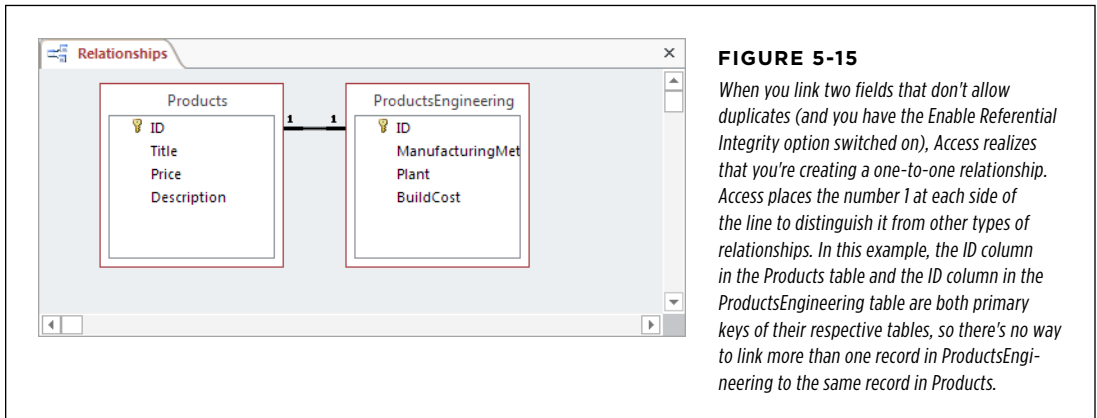 Relationships
Products
ID
Title
Price
Description
1 1
ProductsEngineering
ID
ManufacturingMet
Plant
BuildCost
FIGURE 5-15
When you link two fields that don't allow
duplicates (and you have the Enable Referential
Integrity option switched on), Access realizes
that you're creating a one-to-one relationship.
Access places the number 1 at each side of
the line to distinguish it from other types of
relationships. In this example, the ID column
in the Products table and the ID column in the
ProductsEngineering table are both primary
keys of their respective tables, so there's no way
to link more than one record in ProductsEngi-
neering to the same record in Products.